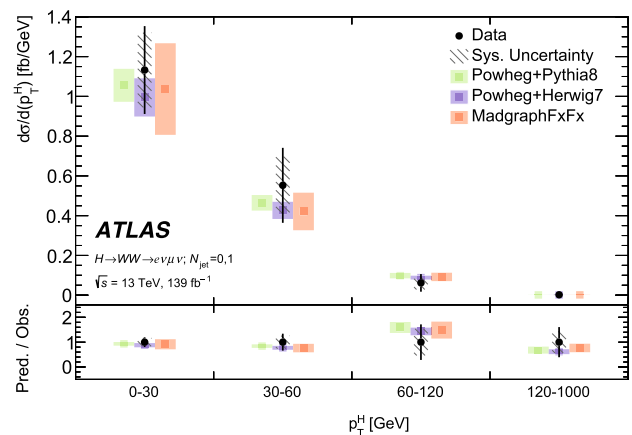 dσ/d(p_T^H) [fb/GeV]
1.4
1.2
1
0.8
0.6
0.4
0.2
0
Data
Sys. Uncertainty
Powheg+Pythia8
Powheg+Herwig7
MadgraphFxFx
ATLAS
H→WW→eνμν; N_jet=0,1
√s = 13 TeV, 139 fb⁻¹
Pred. / Obs.
2
1
0
0-30 30-60 60-120 120-1000
p_T^H [GeV]